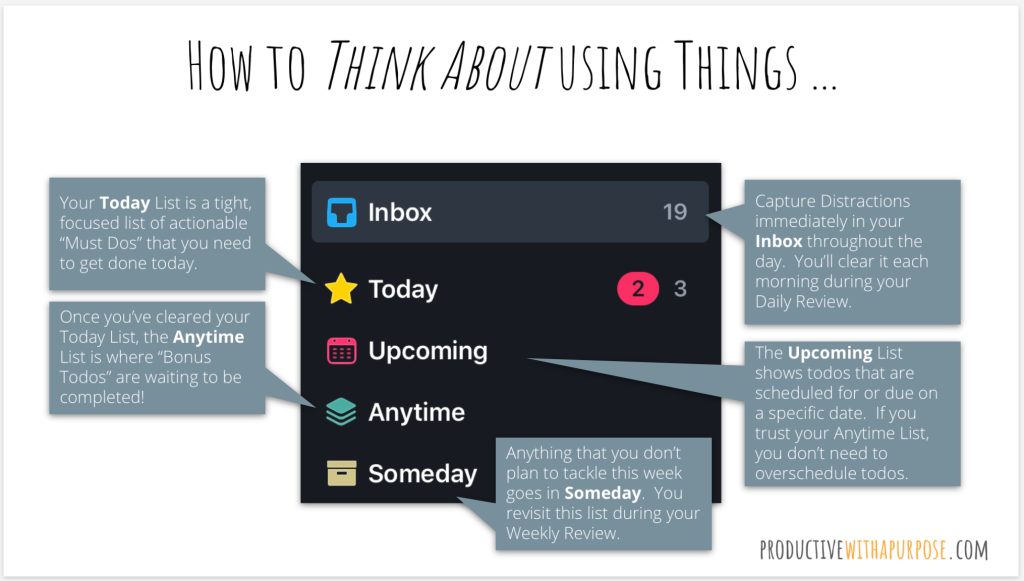 How to Think About using Things ...
Your Today List is a tight,
focused list of actionable
“Must Dos” that you need
to get done today.
Once you’ve cleared your
Today List, the Anytime
List is where “Bonus
Todos” are waiting to be
completed!
Inbox 19
Today 2 3
Upcoming
Anytime
Someday
Capture Distractions
immediately in your
Inbox throughout the
day. You’ll clear it each
morning during your
Daily Review.
The Upcoming List
shows todos that are
scheduled for or due on
a specific date. If you
trust your Anytime List,
you don’t need to
overschedule todos.
Anything that you don’t
plan to tackle this week
goes in Someday. You
revisit this list during your
Weekly Review.
PRODUCTIVEWITHAPURPOSE.COM